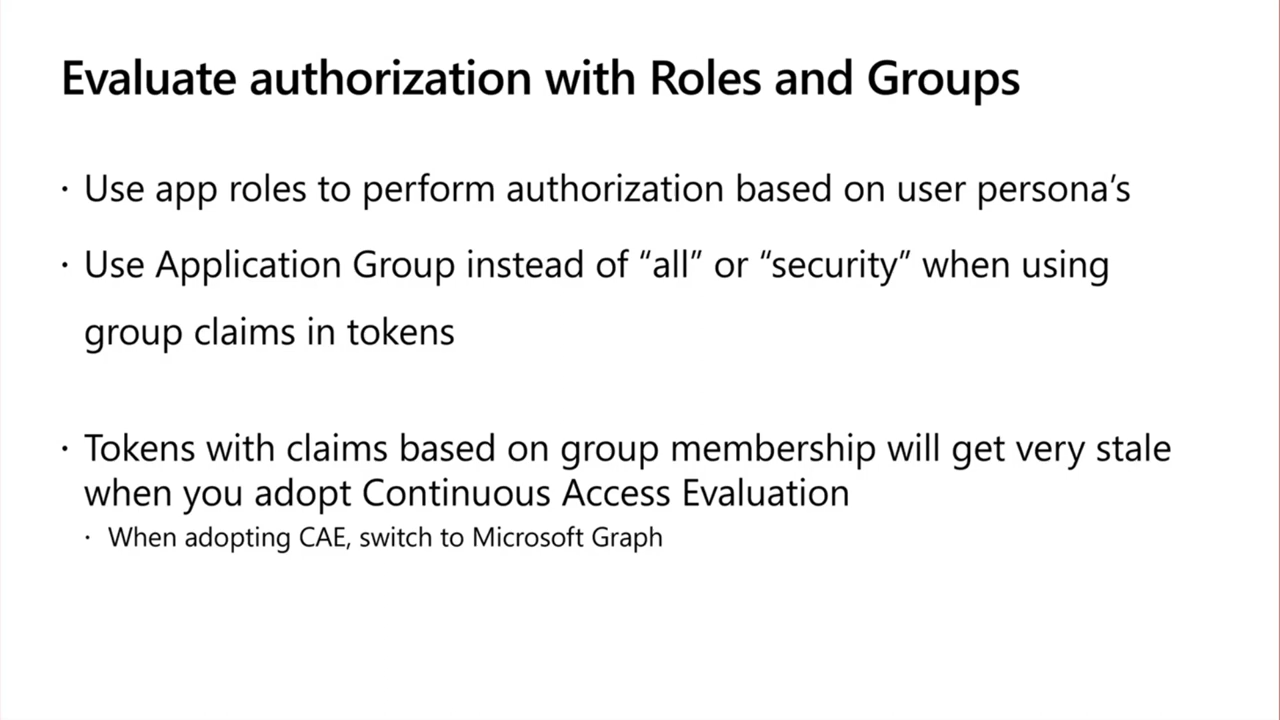 Evaluate authorization with Roles and Groups
· Use app roles to perform authorization based on user persona’s
· Use Application Group instead of “all” or “security” when using
group claims in tokens
· Tokens with claims based on group membership will get very stale
when you adopt Continuous Access Evaluation
· When adopting CAE, switch to Microsoft Graph